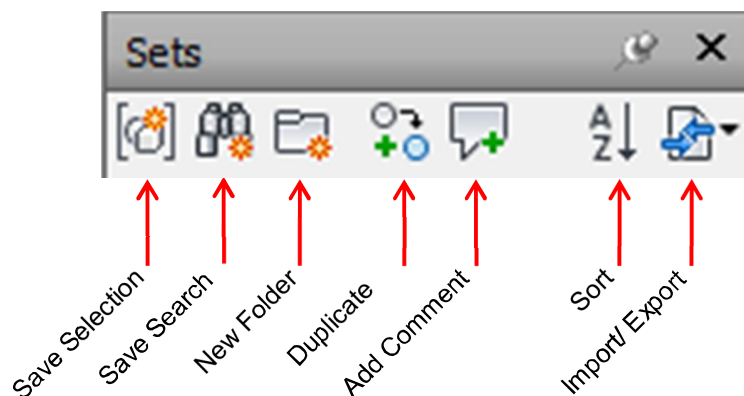 Sets
A
Z
Save Selection
Save Search
New Folder
Duplicate
Add Comment
Sort
Import/ Export